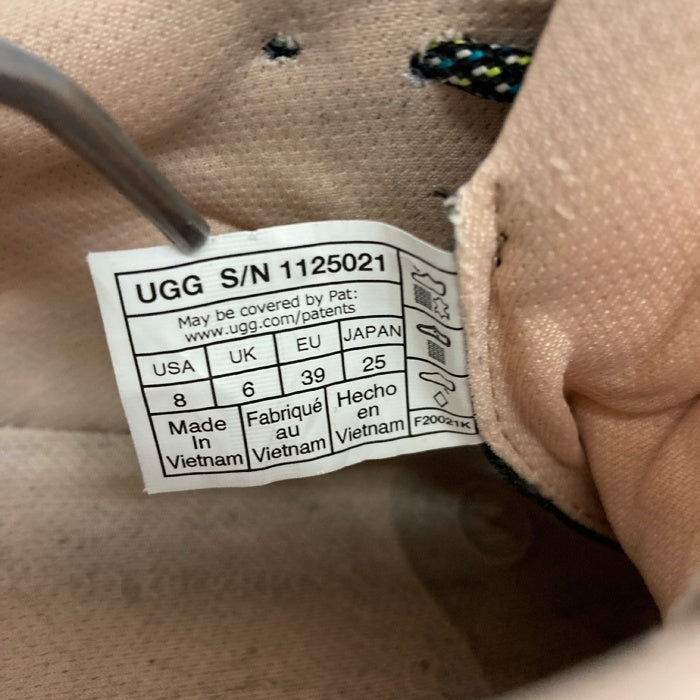 UGG S/N 1125021
May be covered by Pat:
www.ugg.com/patents
USA UK EU JAPAN
8 6 39 25
Made In Vietnam
Fabriqué au Vietnam
Hecho en Vietnam
F20021K